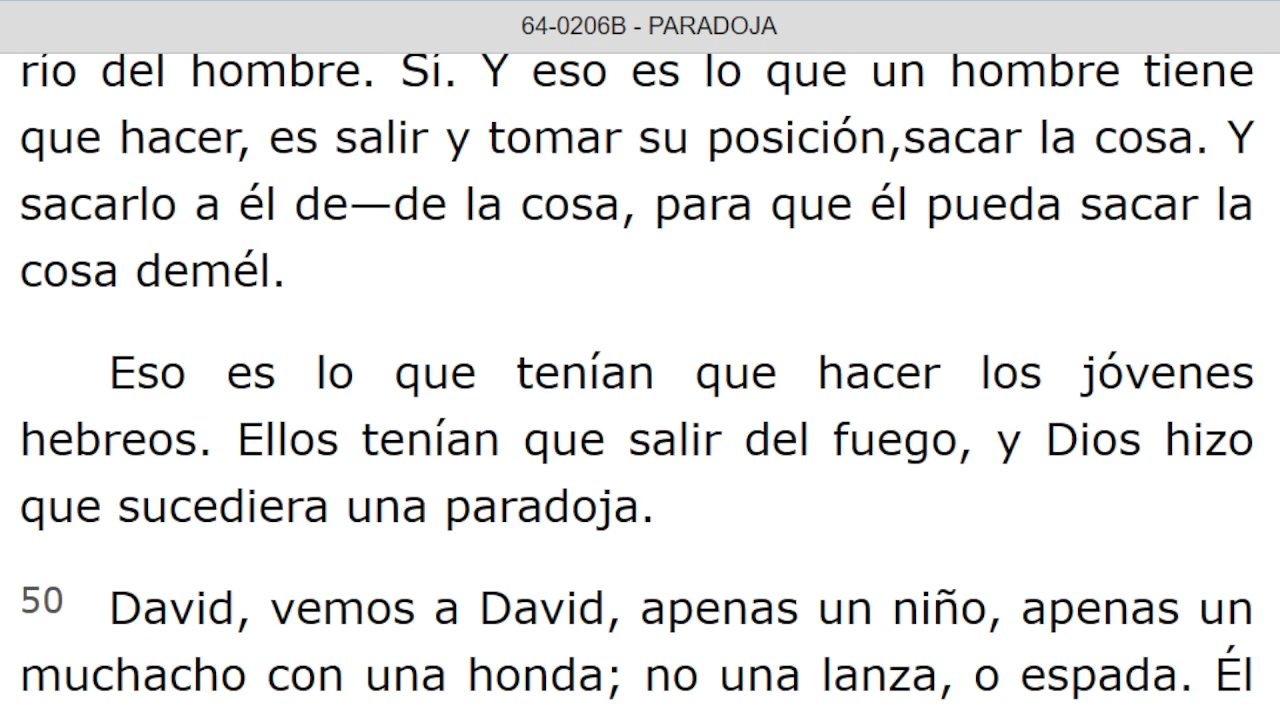 64-0206B - PARADOJA
río del hombre. Sí. Y eso es lo que un hombre tiene
que hacer, es salir y tomar su posición,sacar la cosa. Y
sacarlo a él de—de la cosa, para que él pueda sacar la
cosa demél.
Eso es lo que tenían que hacer los jóvenes
hebreos. Ellos tenían que salir del fuego, y Dios hizo
que sucediera una paradoja.
50 David, vemos a David, apenas un niño, apenas un
muchacho con una honda; no una lanza, o espada. Él